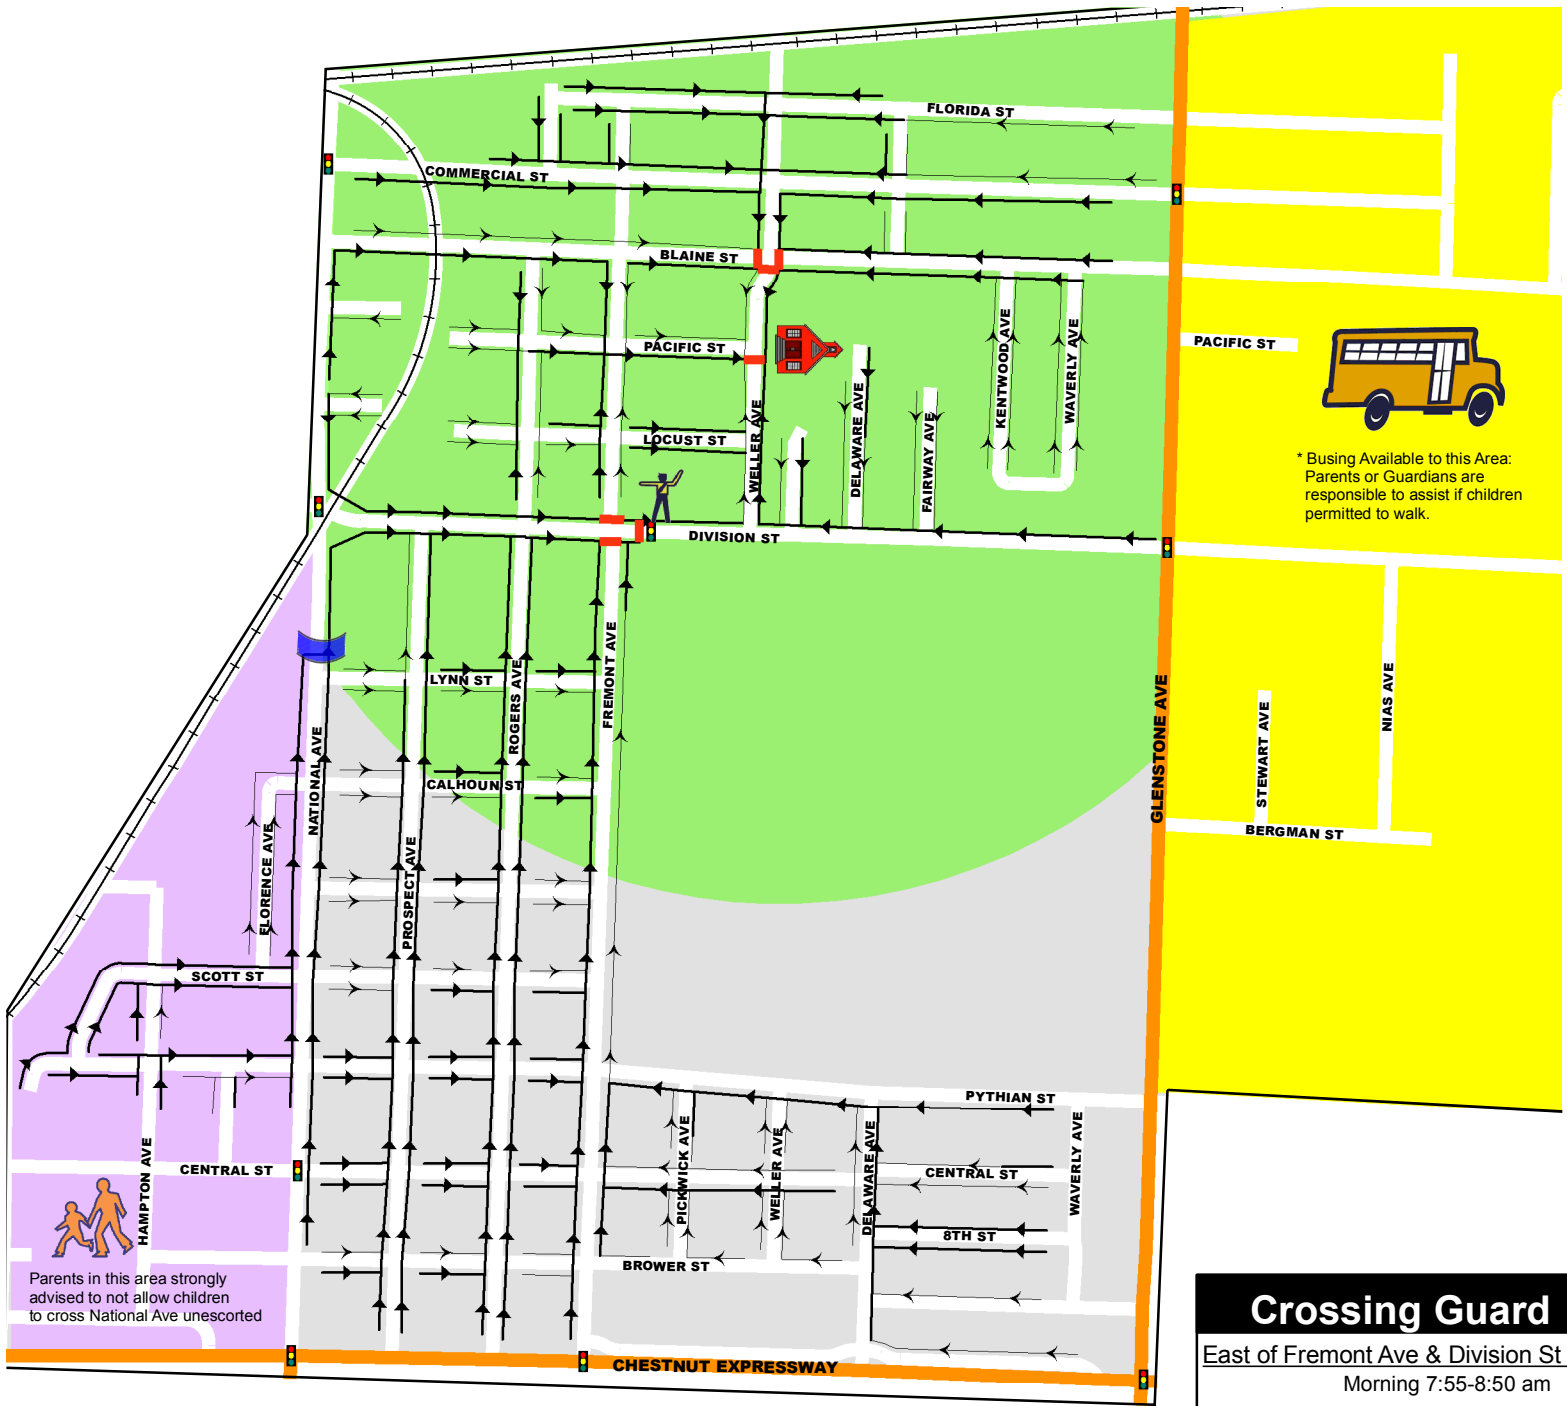 FLORIDA ST
COMMERCIAL ST
BLAINE ST
PACIFIC ST
PACIFIC ST
KENTWOOD AVE
WAVERLY AVE
DELAWARE AVE
FAIRWAY AVE
WELLER AVE
LOCUST ST
* Busing Available to this Area:
Parents or Guardians are
responsible to assist if children
permitted to walk.
DIVISION ST
FREMONT AVE
LYNN ST
ROGERS AVE
NATIONAL AVE
GLENSTONE AVE
NIAS AVE
STEWART AVE
CALHOUN ST
BERGMAN ST
FLORENCE AVE
PROSPECT AVE
SCOTT ST
PYTHIAN ST
HAMPTON AVE
CENTRAL ST
PICKWICK AVE
WELLER AVE
DELAWARE AVE
CENTRAL ST
WAVERLY AVE
8TH ST
BROWER ST
Parents in this area strongly
advised to not allow children
to cross National Ave unescorted
CHESTNUT EXPRESSWAY
Crossing Guard
East of Fremont Ave & Division St
Morning 7:55-8:50 am